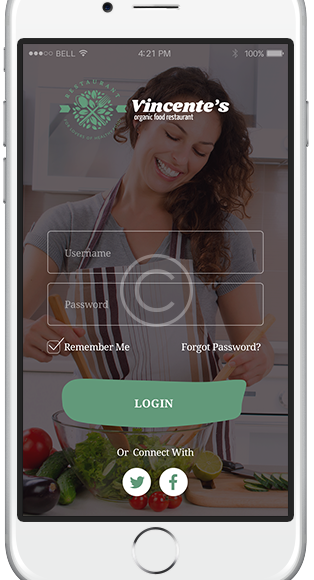 BELL 4:21 PM 100%
RESTAURANT
Vincente's
organic food restaurant
Username
©
Password
Remember Me Forgot Password?
LOGIN
Or Connect With